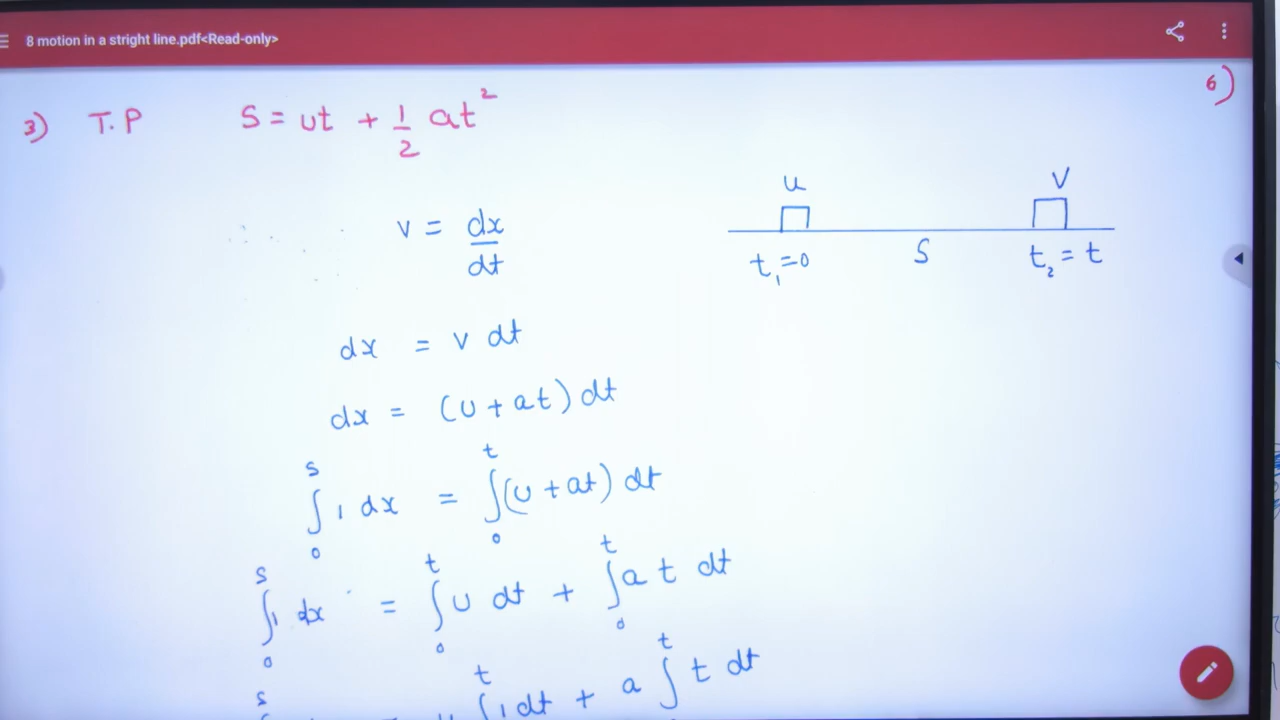 8 motion in a stright line.pdf<Read-only>
6)
3) T.P S = ut + 1/2 at²
u V
t₁=0 S t₂ = t
v = dx/dt
dx = v dt
dx = (u + at) dt
∫₀ˢ 1 dx = ∫₀ᵗ (u + at) dt
∫₀ˢ 1 dx = ∫₀ᵗ u dt + ∫₀ᵗ a t dt
∫ᵗ 1 dt + a ∫ᵗ t dt